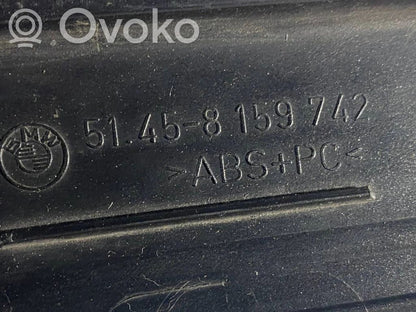 Ovoko
BMW
51.45-8 159 742
>ABS+PC<